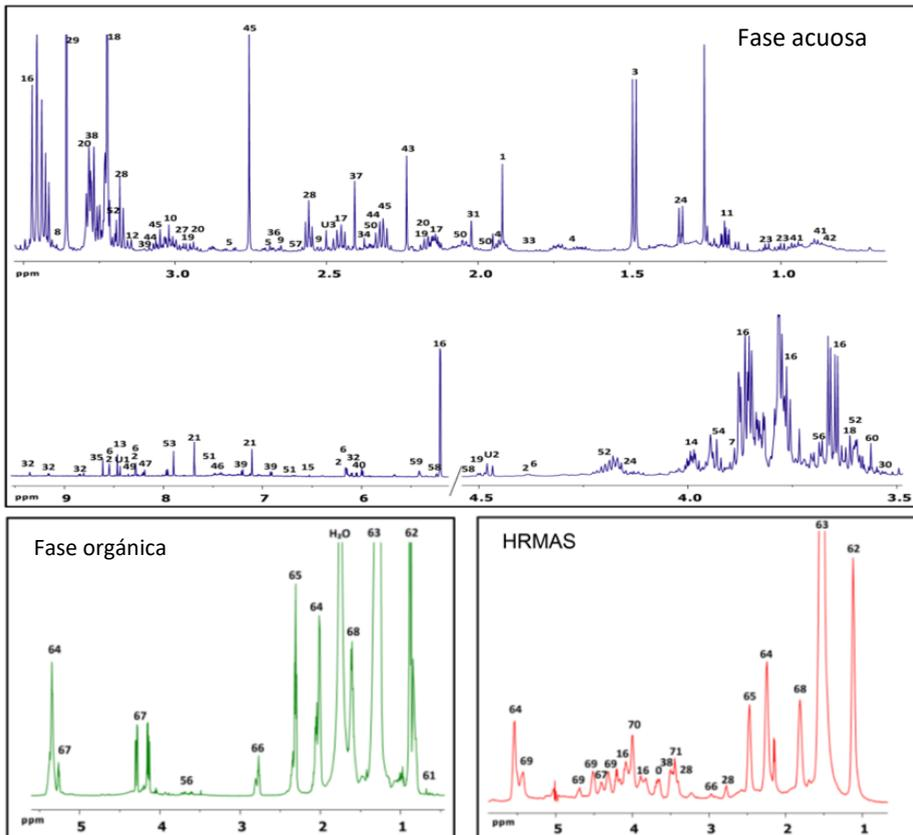 Fase acuosa
16 29 18 45 3 1
20 38 43 24
28 37 11
8 52 12 39 44 45 10 27 19 20 5 5 36 9 57 28 9 U3 17 34 50 44 45 20 19 17 50 31 50 4 33 4 23 23 41 41 42
ppm 3.0 2.5 2.0 1.5 ppm 1.0
16 16 16 16
32 32 32 35 6 2 13 U1 49 6 2 47 53 21 51 46 39 21 39 51 15 6 2 32 40 59 58 58 19 U2 2 6 52 24 14 54 7 56 18 52 60 30
ppm 9 8 7 6 4.5 4.0 ppm 3.5
Fase orgánica
H₂O 63 62
65
64 64 68
67 67 56 66 61
ppm 5 4 3 2 1
HRMAS
63
62
64 65 64 68
69 69 69 67 69 16 70 16 0 38 71 28 66 28
ppm 5 4 3 2 1